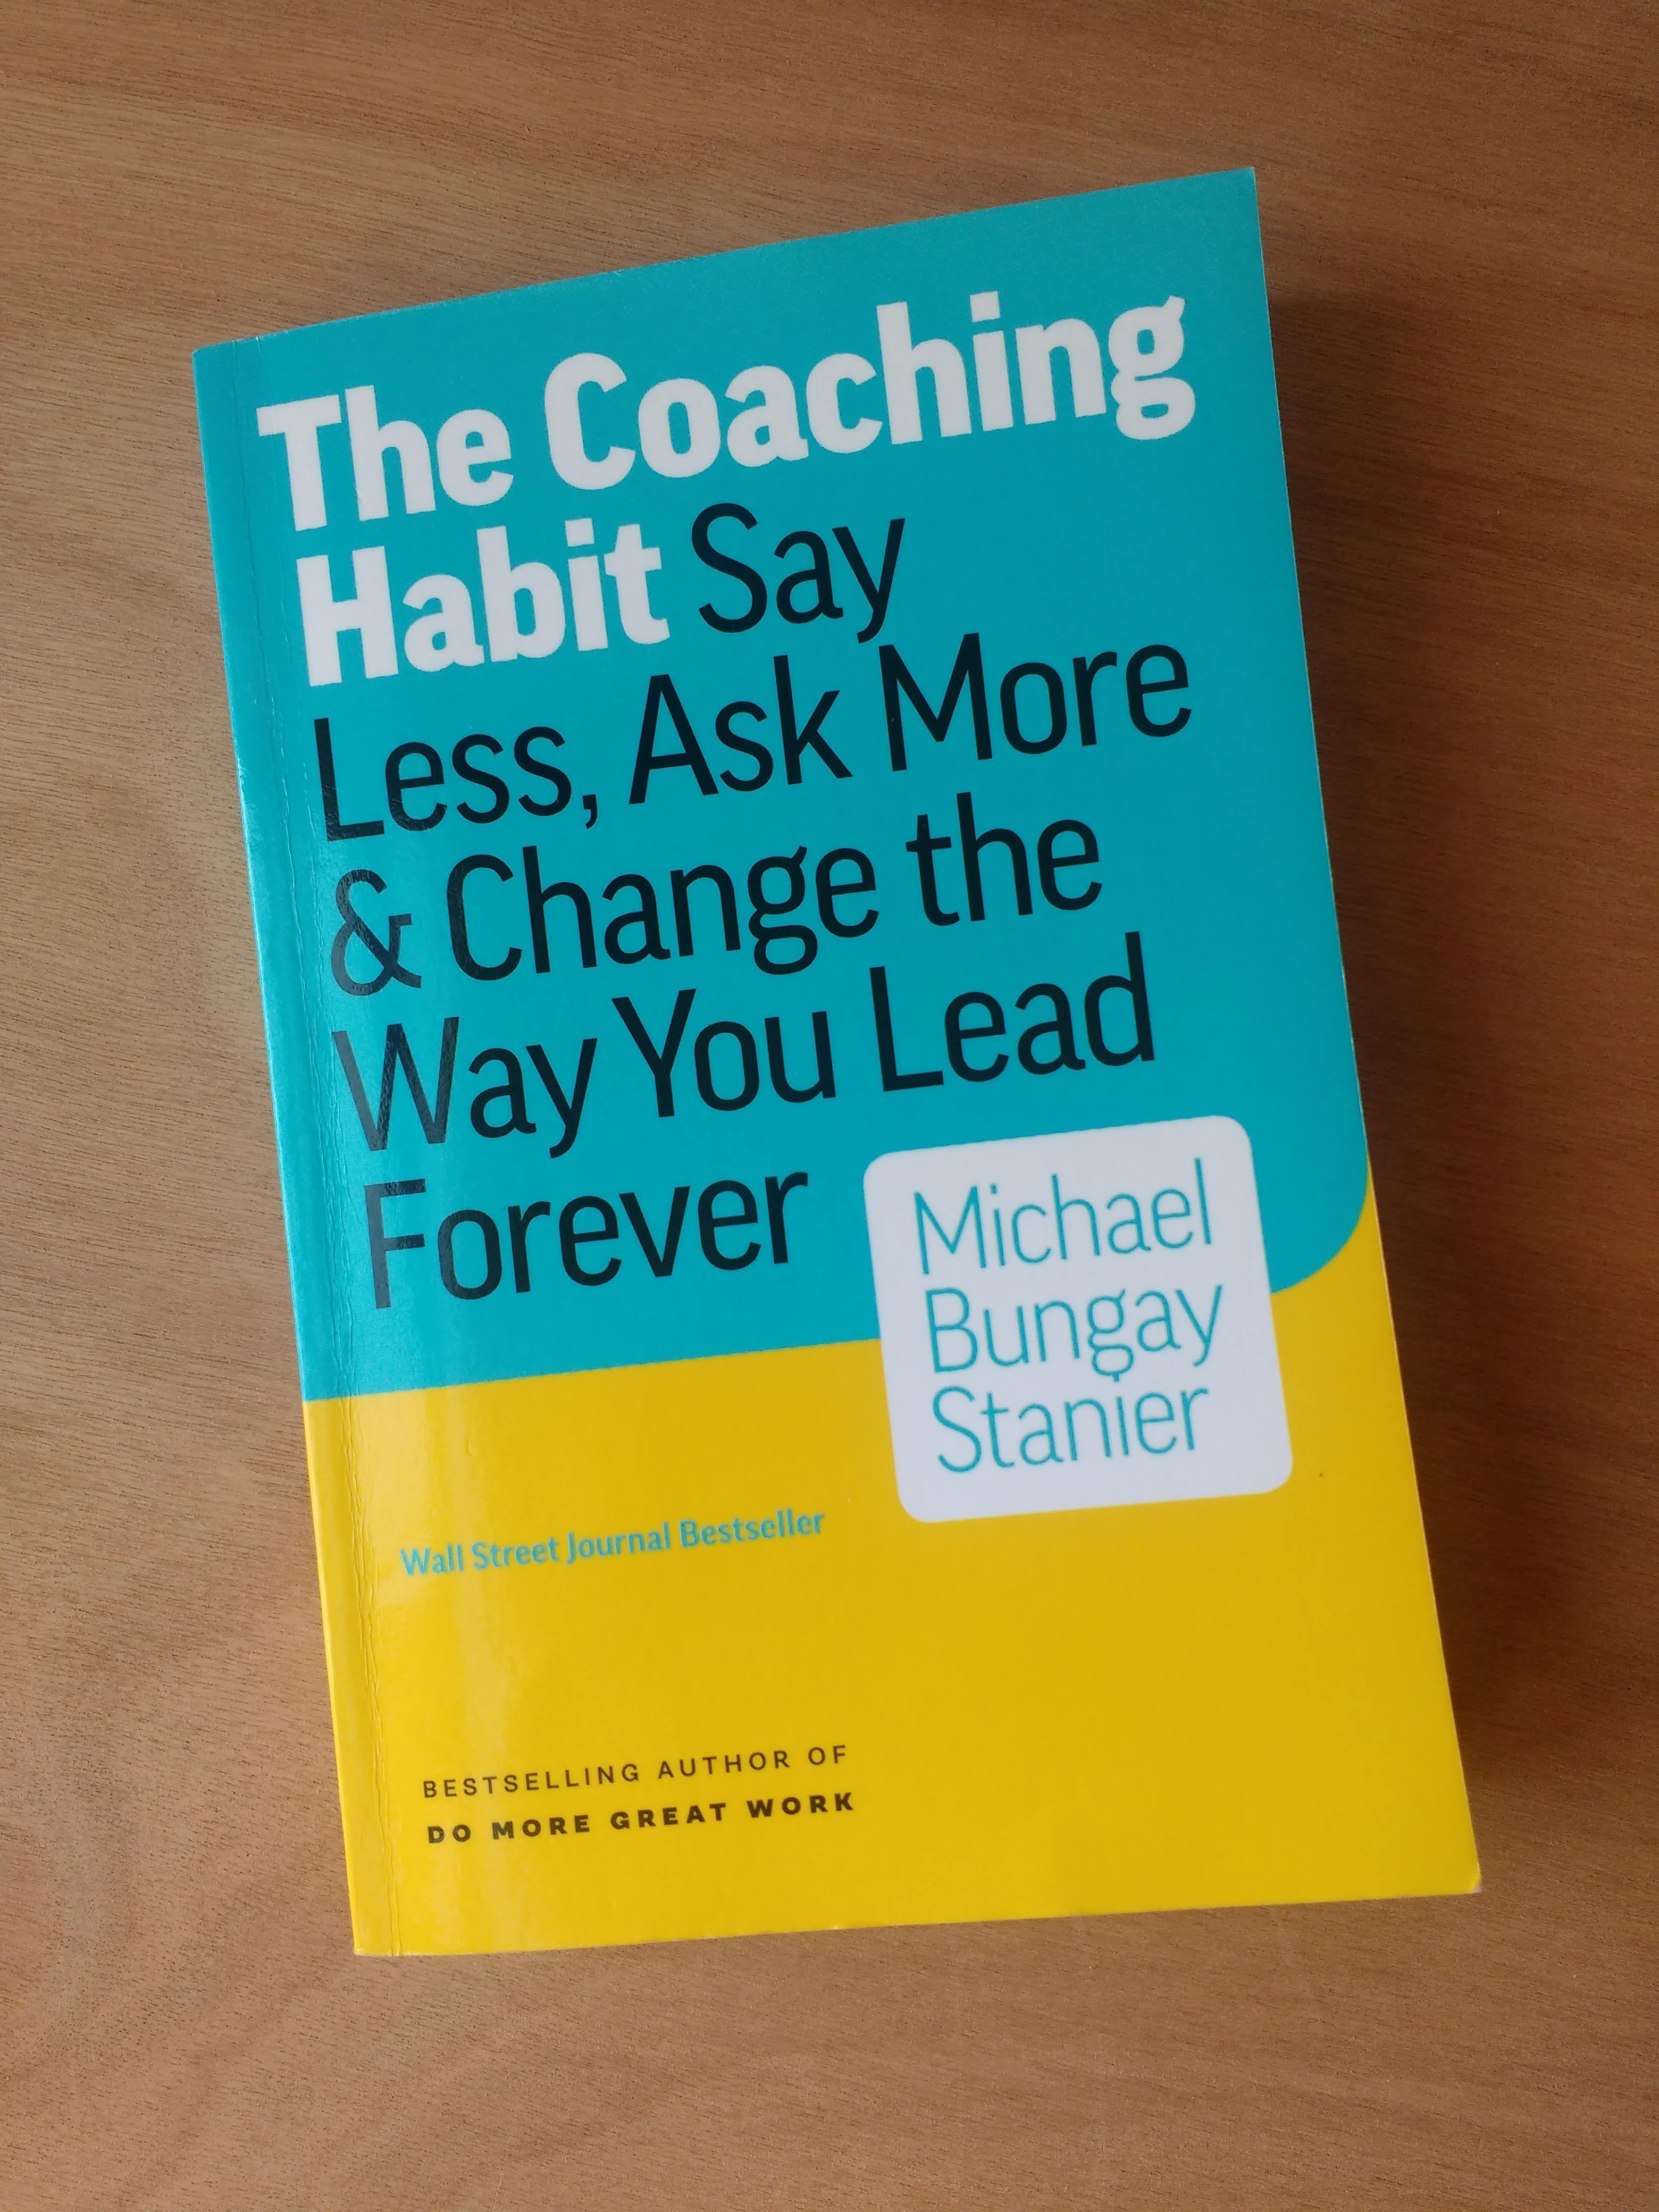 The Coaching
Habit Say
Less, Ask More
& Change the
Way You Lead
Forever
Michael
Bungay
Stanier
Wall Street Journal Bestseller
BESTSELLING AUTHOR OF
DO MORE GREAT WORK